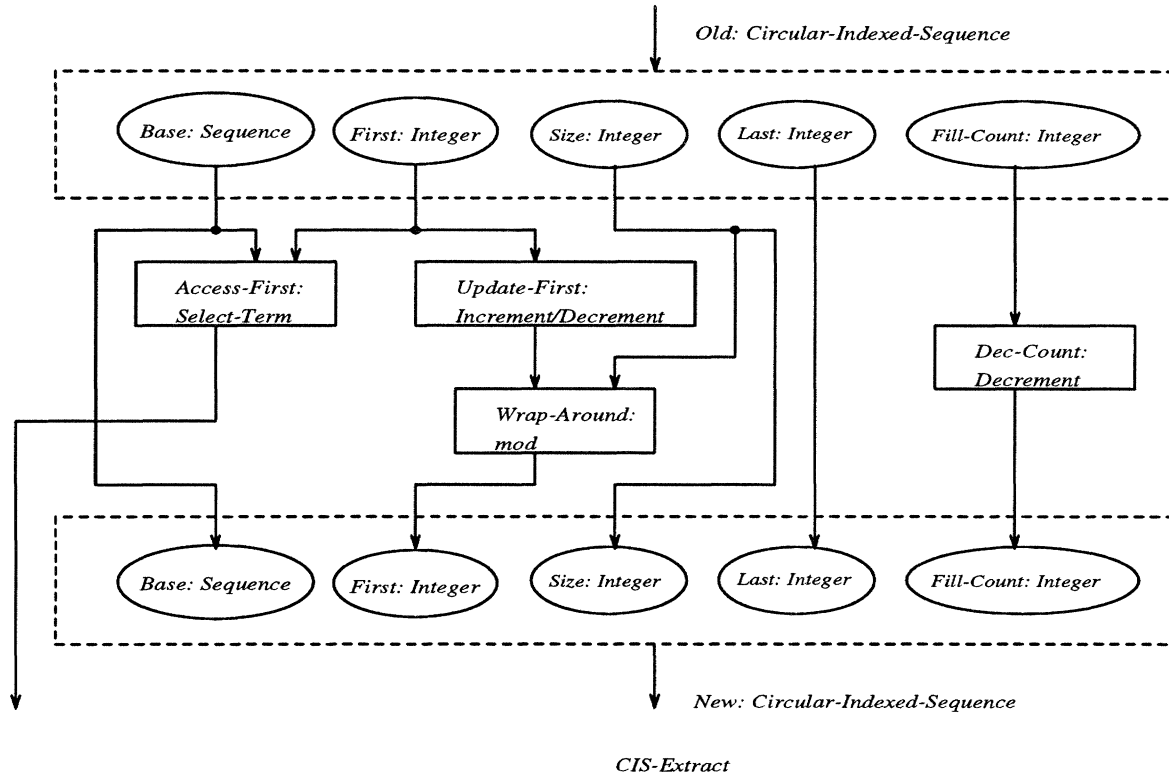 Old: Circular-Indexed-Sequence
Base: Sequence
First: Integer
Size: Integer
Last: Integer
Fill-Count: Integer
Access-First:
Select-Term
Update-First:
Increment/Decrement
Dec-Count:
Decrement
Wrap-Around:
mod
Base: Sequence
First: Integer
Size: Integer
Last: Integer
Fill-Count: Integer
New: Circular-Indexed-Sequence
CIS-Extract